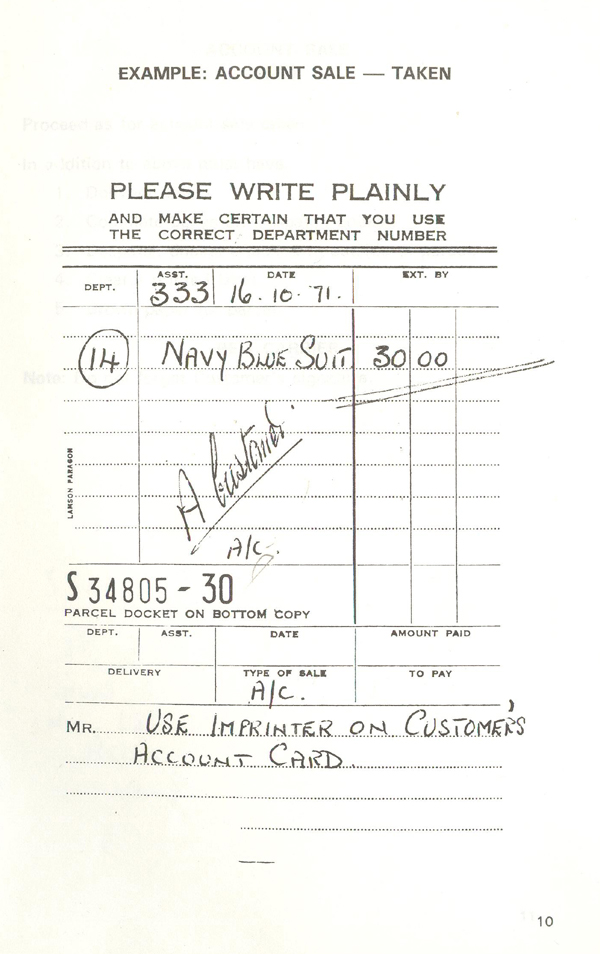 EXAMPLE: ACCOUNT SALE — TAKEN
PLEASE WRITE PLAINLY
AND MAKE CERTAIN THAT YOU USE
THE CORRECT DEPARTMENT NUMBER
DEPT. ASST. DATE EXT. BY
333 16.10.71.
14 NAVY BLUE SUIT 30 00
A Customer.
LAMSON PARAGON
A/C.
S 34805 - 30
PARCEL DOCKET ON BOTTOM COPY
DEPT. ASST. DATE AMOUNT PAID
DELIVERY TYPE OF SALE TO PAY
A/C.
MR. USE IMPRINTER ON CUSTOMER'S
ACCOUNT CARD.
10